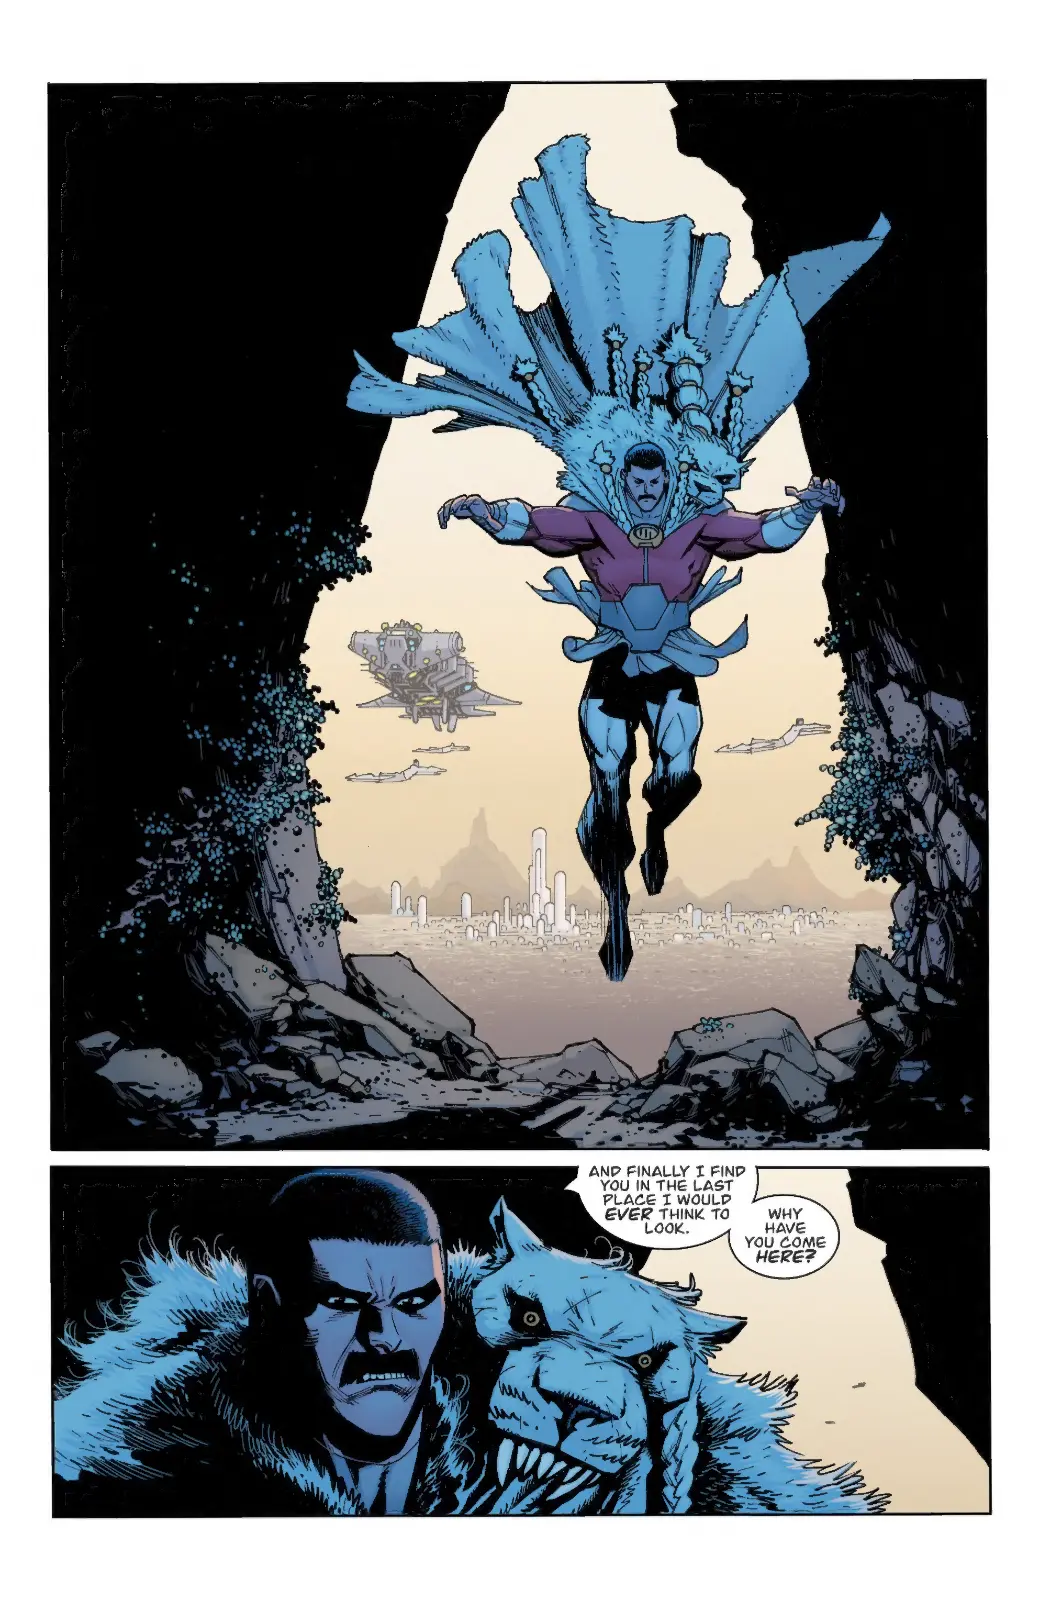 AND FINALLY I FIND
YOU IN THE LAST
PLACE I WOULD
EVER THINK TO
LOOK.
WHY
HAVE
YOU COME
HERE?